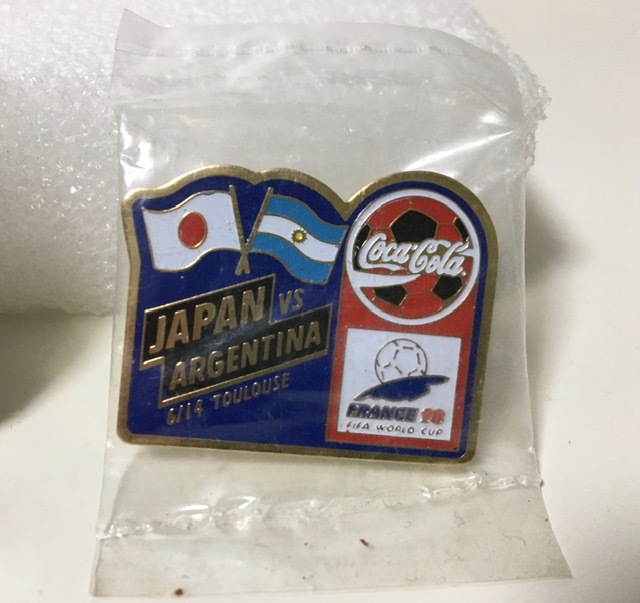 JAPAN VS
ARGENTINA
6/14 TOULOUSE
Coca-Cola
FRANCE 98
FIFA WORLD CUP